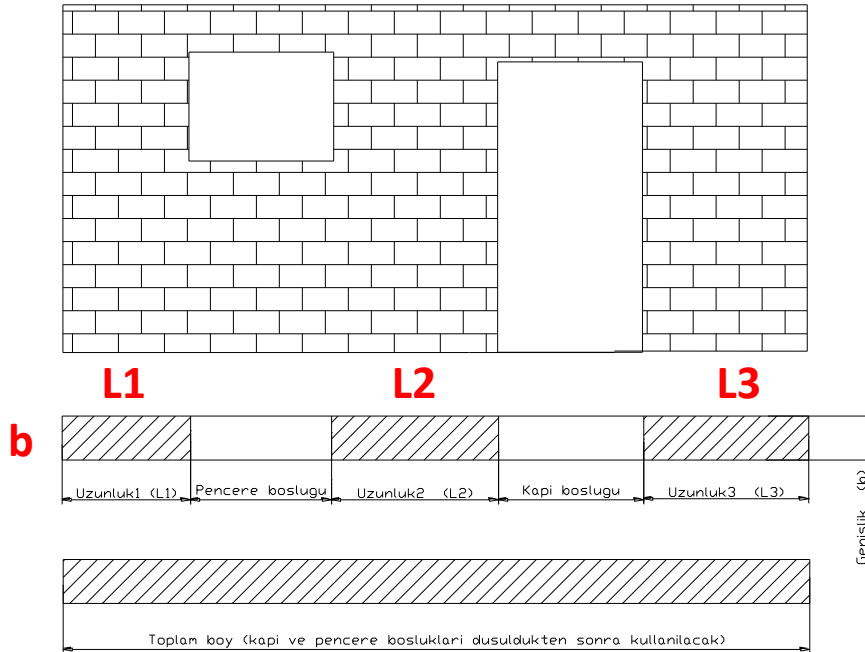 L1 L2 L3
b
Uzunluk1 (L1) Pencere boslugu Uzunluk2 (L2) Kapi boslugu Uzunluk3 (L3)
Genislik (b)
Toplam boy (kapi ve pencere bosluklari dusuldukten sonra kullanilacak)